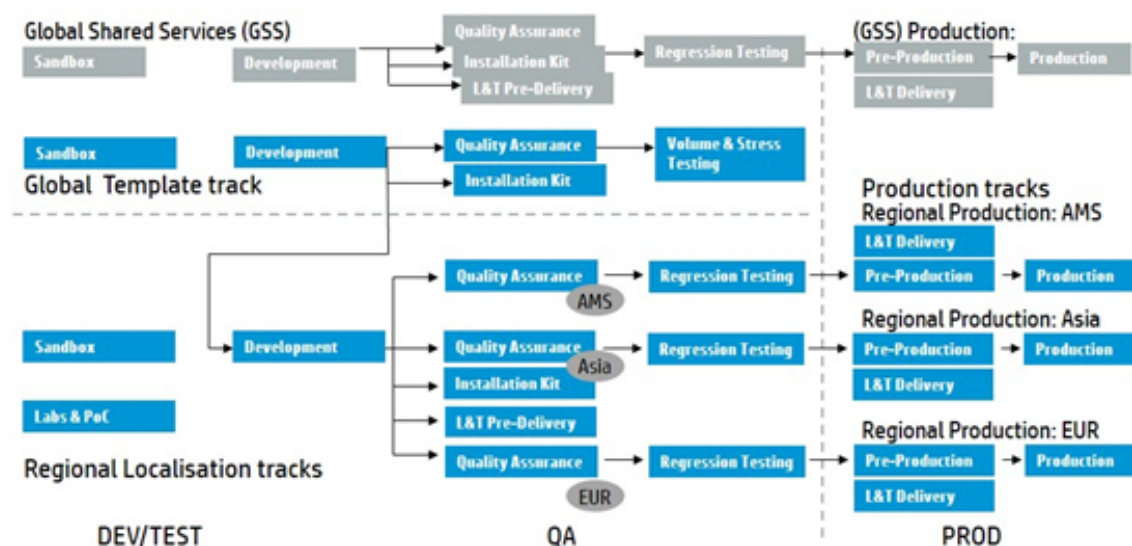 Global Shared Services (GSS)
Sandbox
Development
Quality Assurance
Installation Kit
L&T Pre-Delivery
Regression Testing
(GSS) Production:
Pre-Production
Production
L&T Delivery
Sandbox
Development
Quality Assurance
Installation Kit
Volume & Stress
Testing
Global Template track
Production tracks
Regional Production: AMS
L&T Delivery
Quality Assurance
AMS
Regression Testing
Pre-Production
Production
Regional Production: Asia
Sandbox
Development
Quality Assurance
Asia
Regression Testing
Pre-Production
Production
Installation Kit
L&T Delivery
Labs & PoC
L&T Pre-Delivery
Regional Production: EUR
Regional Localisation tracks
Quality Assurance
EUR
Regression Testing
Pre-Production
Production
L&T Delivery
DEV/TEST
QA
PROD